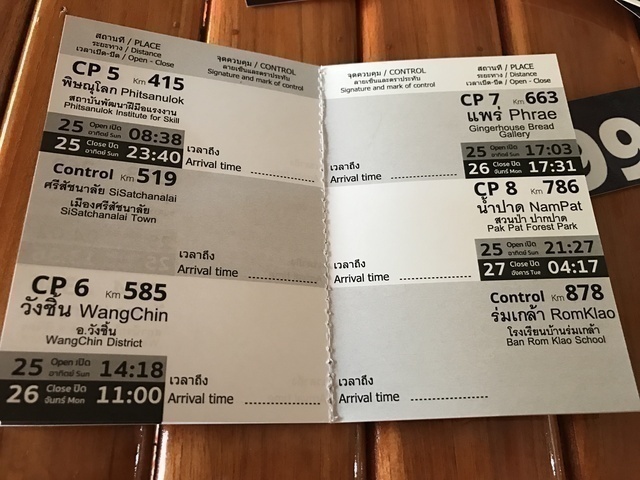 สถานที่ / PLACE
ระยะทาง / Distance
เวลาเปิด-ปิด / Open - Close
จุดควบคุม / CONTROL
ลายเซ็นและตราประทับ
Signature and mark of control
CP 5 Km 415
พิษณุโลก Phitsanulok
สถาบันพัฒนาฝีมือแรงงาน
Phitsanulok Institute for Skill
25 Open เปิด อาทิตย์ Sun 08:38
25 Close ปิด อาทิตย์ Sun 23:40
เวลาถึง
Arrival time
Control Km 519
ศรีสัชนาลัย SiSatchanalai
เมืองศรีสัชนาลัย
SiSatchanalai Town
เวลาถึง
Arrival time
CP 6 Km 585
วังชิ้น WangChin
อ.วังชิ้น
WangChin District
25 Open เปิด อาทิตย์ Sun 14:18
26 Close ปิด จันทร์ Mon 11:00
เวลาถึง
Arrival time
จุดควบคุม / CONTROL
ลายเซ็นและตราประทับ
Signature and mark of control
สถานที่ / PLACE
ระยะทาง / Distance
เวลาเปิด-ปิด / Open - Close
CP 7 Km 663
แพร่ Phrae
Gingerhouse Bread
Gallery
25 Open เปิด อาทิตย์ Sun 17:03
26 Close ปิด จันทร์ Mon 17:31
เวลาถึง
Arrival time
CP 8 Km 786
น้ำปาด NamPat
สวนป่า ปากปาด
Pak Pat Forest Park
25 Open เปิด อาทิตย์ Sun 21:27
27 Close ปิด อังคาร Tue 04:17
เวลาถึง
Arrival time
Control Km 878
ร่มเกล้า RomKlao
โรงเรียนบ้านร่มเกล้า
Ban Rom Klao School
เวลาถึง
Arrival time